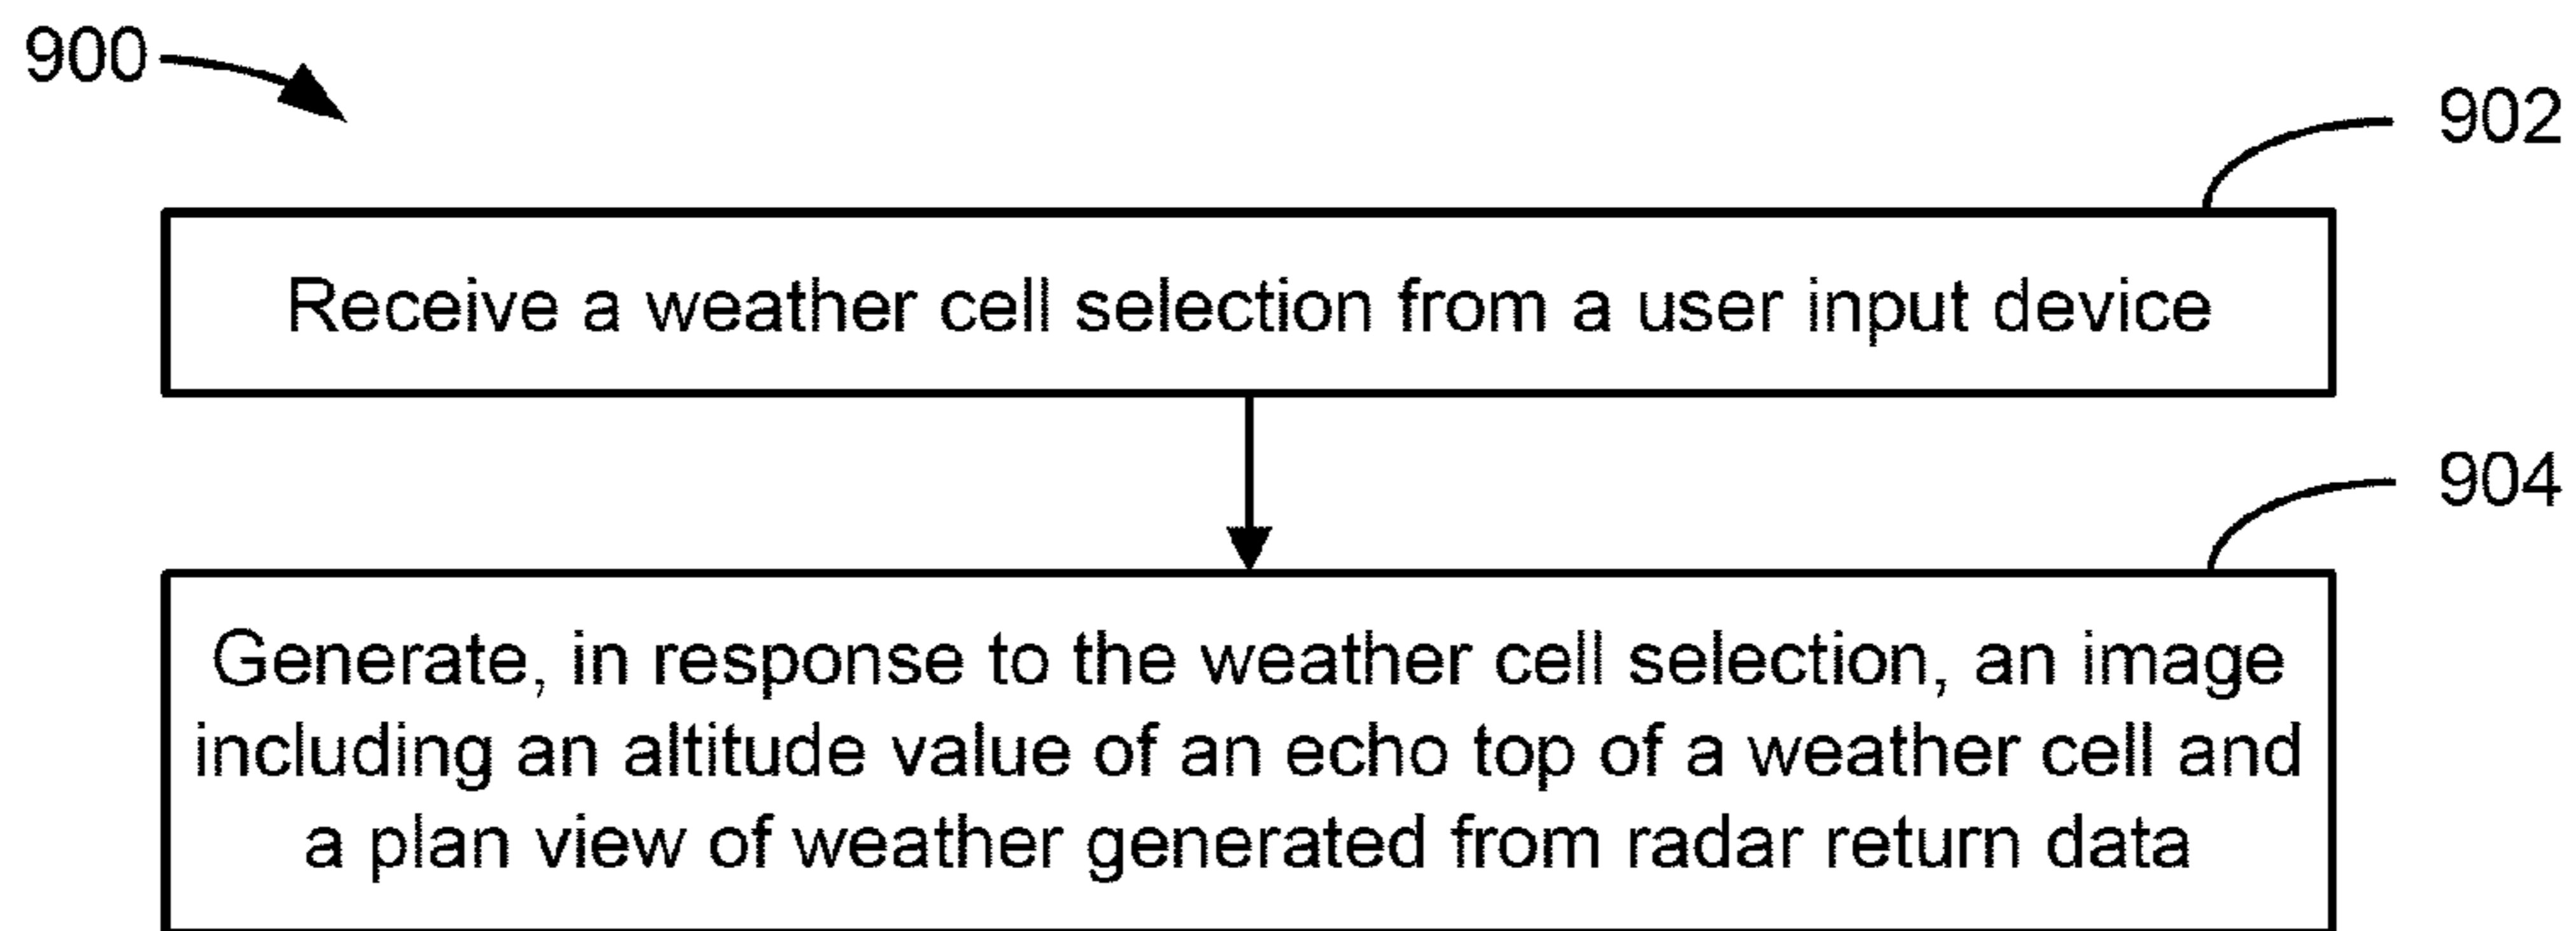 900
902
Receive a weather cell selection from a user input device
904
Generate, in response to the weather cell selection, an image
including an altitude value of an echo top of a weather cell and
a plan view of weather generated from radar return data